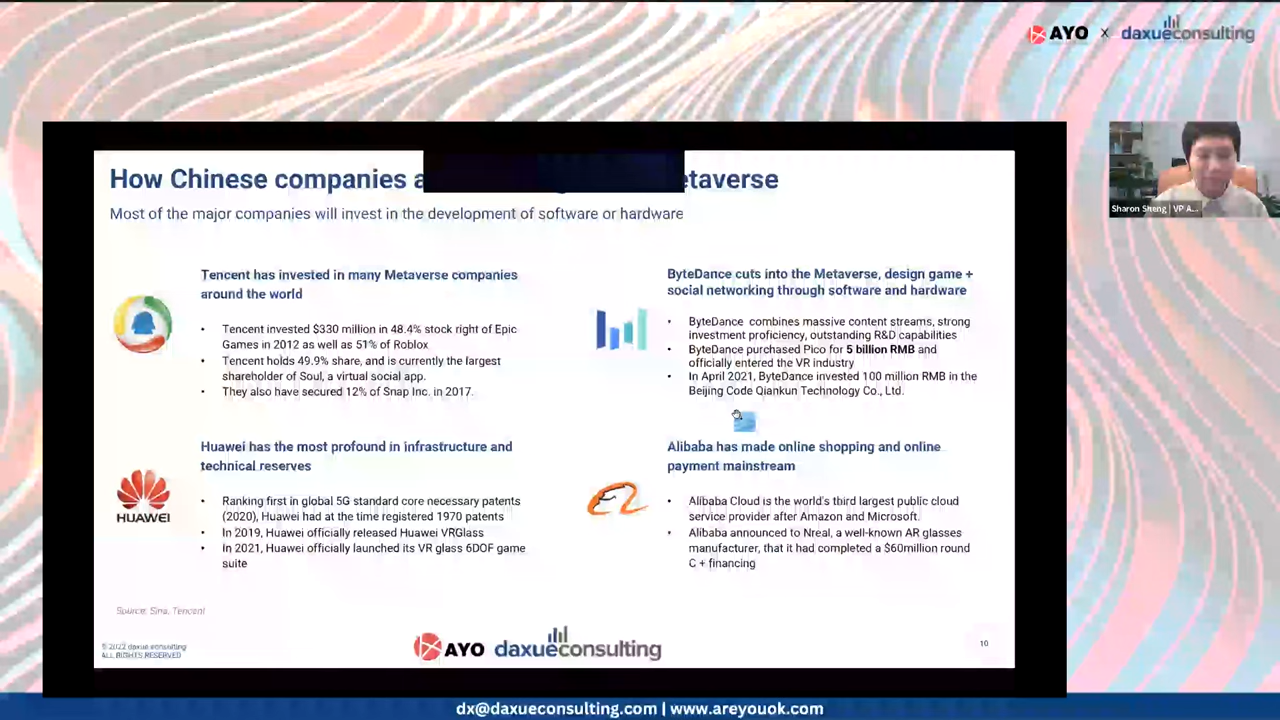 AYO x daxueconsulting
How Chinese companies a etaverse
Most of the major companies will invest in the development of software or hardware
Sharon Sheng | VP A...
Tencent has invested in many Metaverse companies
around the world
• Tencent invested $330 million in 48.4% stock right of Epic
Games in 2012 as well as 51% of Roblox
• Tencent holds 49.9% share, and is currently the largest
shareholder of Soul, a virtual social app.
• They also have secured 12% of Snap Inc. in 2017.
ByteDance cuts into the Metaverse, design game +
social networking through software and hardware
• ByteDance combines massive content streams, strong
investment proficiency, outstanding R&D capabilities
• ByteDance purchased Pico for 5 billion RMB and
officially entered the VR industry
• In April 2021, ByteDance invested 100 million RMB in the
Beijing Code Qiankun Technology Co., Ltd.
Huawei has the most profound in infrastructure and
technical reserves
HUAWEI
• Ranking first in global 5G standard core necessary patents
(2020), Huawei had at the time registered 1970 patents
• In 2019, Huawei officially released Huawei VRGlass
• In 2021, Huawei officially launched its VR glass 6DOF game
suite
Alibaba has made online shopping and online
payment mainstream
• Alibaba Cloud is the world's third largest public cloud
service provider after Amazon and Microsoft.
• Alibaba announced to Nreal, a well-known AR glasses
manufacturer, that it had completed a $60million round
C + financing
Source: Sina, Tencent
© 2022 daxue consulting
ALL RIGHTS RESERVED
AYO daxueconsulting
10
dx@daxueconsulting.com | www.areyouok.com